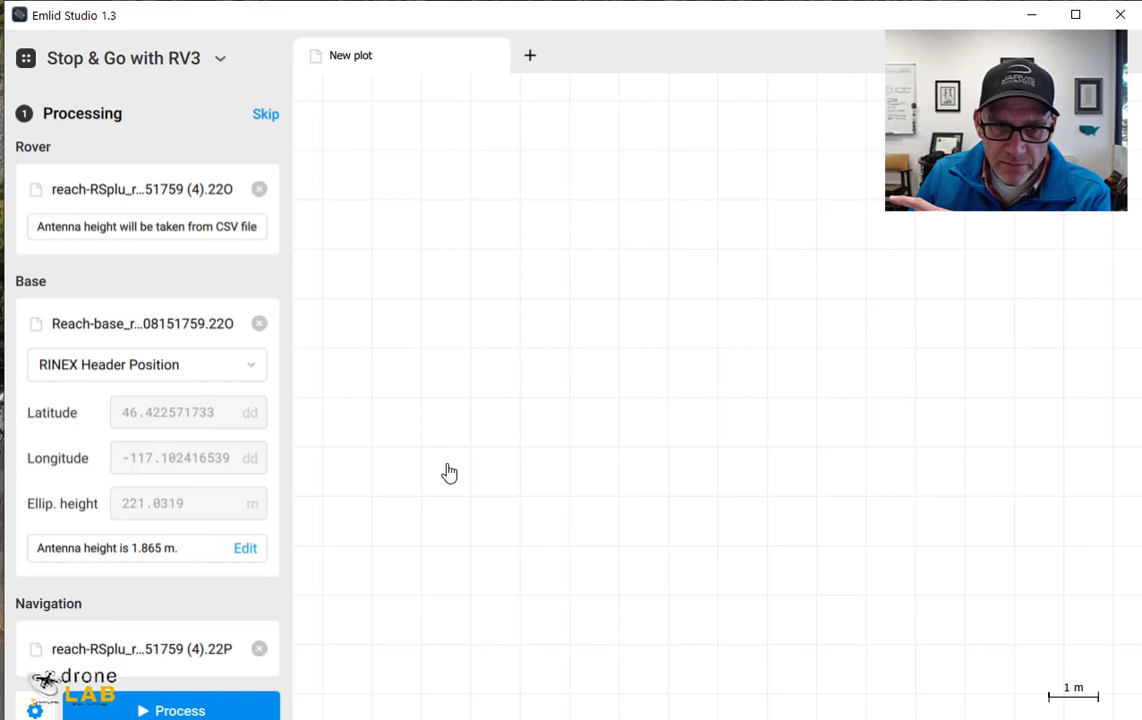 Emlid Studio 1.3
Stop & Go with RV3
New plot
+
1 Processing Skip
Rover
reach-RSplu_r...51759 (4).22O
Antenna height will be taken from CSV file
Base
Reach-base_r...08151759.22O
RINEX Header Position
Latitude 46.422571733 dd
Longitude -117.102416539 dd
Ellip. height 221.0319 m
Antenna height is 1.865 m. Edit
Navigation
reach-RSplu_r...51759 (4).22P
drone
LAB
Process
1 m
JARVIS